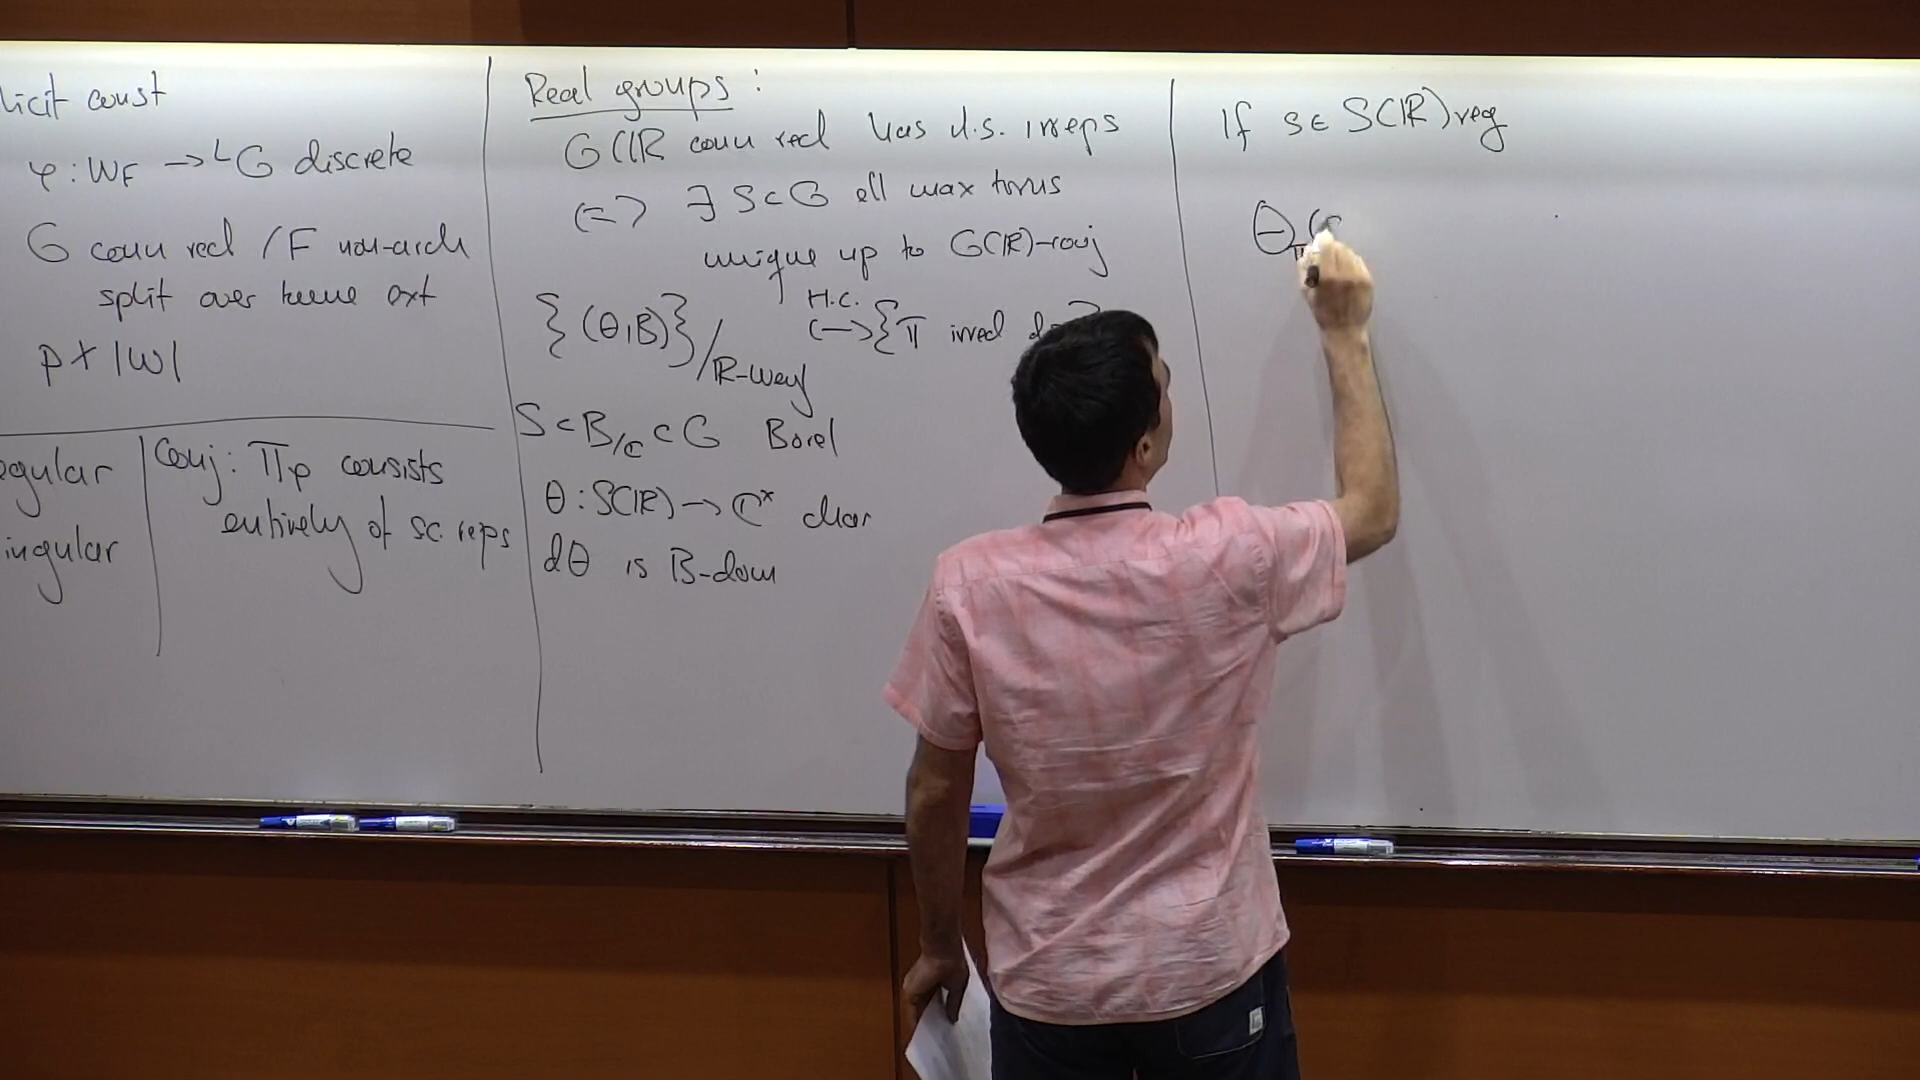 licit const
φ : W_F → ᴸG discrete
G conn red / F non-arch
split over tame ext
p ∤ |W|
egular
ingular
Conj : Π_φ consists
entirely of sc. reps
Real groups :
G/ℝ conn red has d.s. irreps
⇔ ∃ S ⊂ G ell max torus
unique up to G(ℝ)-conj
{(θ,B)}/ℝ-Weyl H.C. ↔ {π irred
S ⊂ B/ℂ ⊂ G Borel
θ : S(ℝ) → ℂ^× char
dθ is B-dom
If s ∈ S(ℝ)reg
Θ_π(s